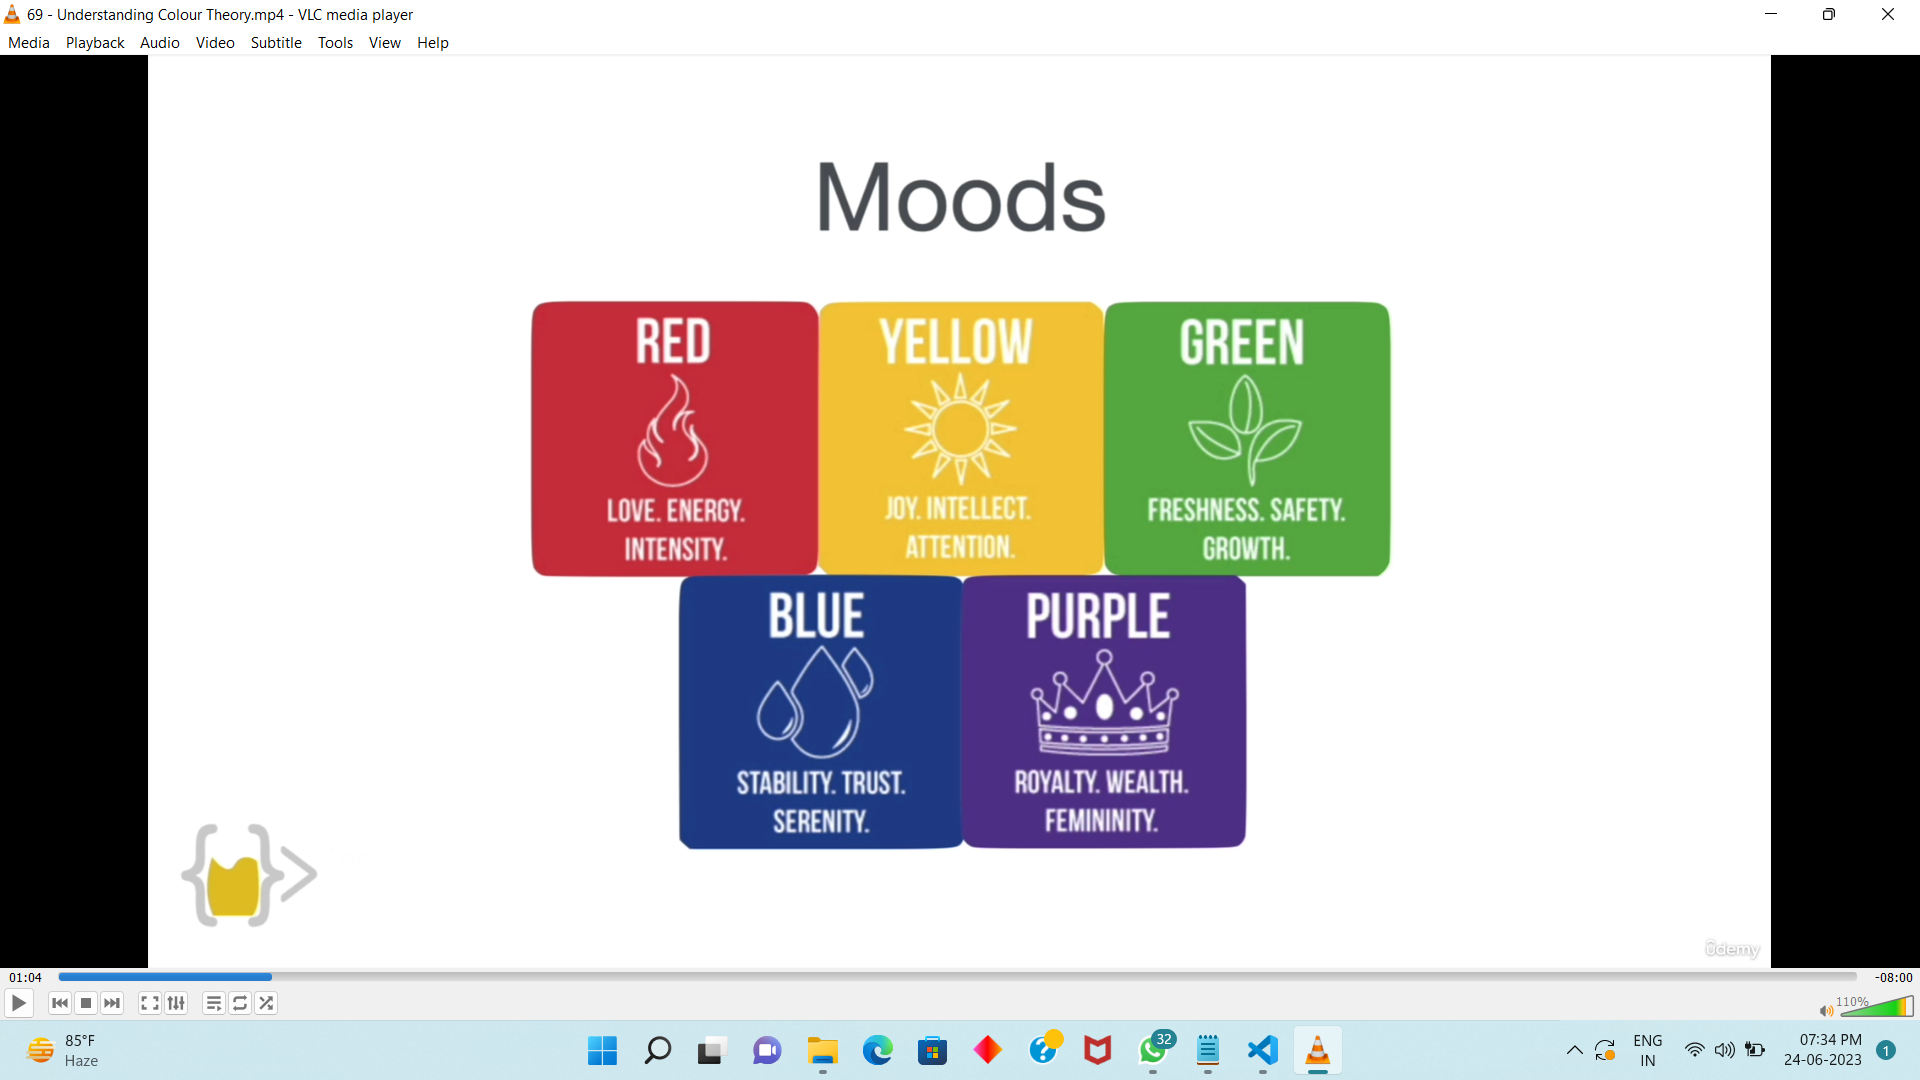 69 - Understanding Colour Theory.mp4 - VLC media player
Media Playback Audio Video Subtitle Tools View Help
Moods
RED
LOVE. ENERGY.
INTENSITY.
YELLOW
JOY. INTELLECT.
ATTENTION.
GREEN
FRESHNESS. SAFETY.
GROWTH.
BLUE
STABILITY. TRUST.
SERENITY.
PURPLE
ROYALTY. WEALTH.
FEMININITY.
ûdemy
01:04
-08:00
110%
85°F
Haze
32
ENG
IN
07:34 PM
24-06-2023
1